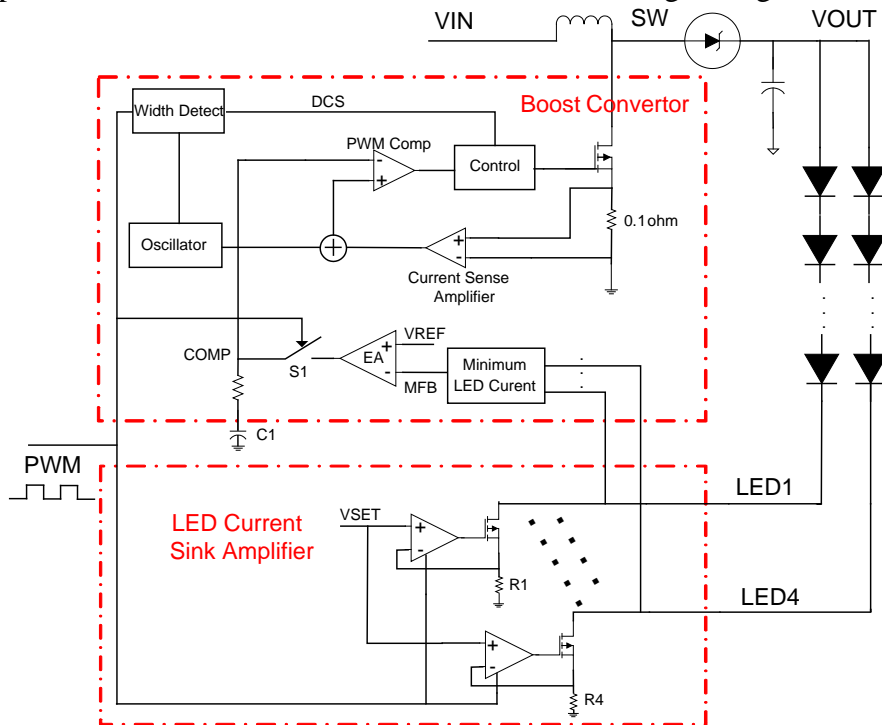 VIN
SW
VOUT
Boost Convertor
Width Detect
DCS
PWM Comp
-
+
Control
0.1ohm
Oscillator
+
+
-
Current Sense
Amplifier
VREF
COMP
S1
EA
+
-
MFB
Minimum
LED Curent
C1
PWM
LED Current
Sink Amplifier
VSET
+
-
R1
LED1
LED4
+
-
R4